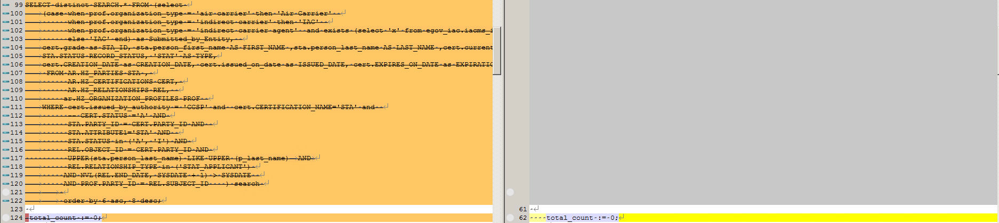 99 SELECT distinct SEARCH.* FROM (select
100 (case when prof.organization_type = 'air carrier' then 'Air Carrier'
101 when prof.organization_type = 'indirect carrier' then 'IAC'
102 when prof.organization_type = 'indirect carrier agent' and exists (select 'x' from egov_iac.iacms_i
103 else 'IAC' end) as Submitted_by_Entity,
104 cert.grade as STA_ID, sta.person_first_name AS FIRST_NAME ,sta.person_last_name AS LAST_NAME ,cert.current
105 STA.STATUS RECORD_STATUS, 'STAT' AS TYPE,
106 cert.CREATION_DATE as CREATION_DATE, cert.issued_on_date as ISSUED_DATE, cert.EXPIRES_ON_DATE as EXPIRATIO
107 FROM AR.HZ_PARTIES STA ,
108 AR.HZ_CERTIFICATIONS CERT,
109 AR.HZ_RELATIONSHIPS REL,
110 ar.HZ_ORGANIZATION_PROFILES PROF
111 WHERE cert.issued_by_authority = 'CCSP' and cert.CERTIFICATION_NAME='STA' and
112 -- CERT.STATUS ='A' AND
113 STA.PARTY_ID = CERT.PARTY_ID AND
114 STA.ATTRIBUTE1='STA' AND
115 STA.STATUS in ('A', 'I') AND
116 REL.OBJECT_ID = CERT.PARTY_ID AND
117 UPPER(sta.person_last_name) LIKE UPPER (p_last_name) AND
118 REL.RELATIONSHIP_TYPE in ('STAT_APPLICANT')
119 AND NVL(REL.END_DATE, SYSDATE + 1) > SYSDATE
120 AND PROF.PARTY_ID = REL.SUBJECT_ID ) search
121
122 order by 6 asc, 8 desc;
123
124 total_count := 0;
61
62 total_count := 0;